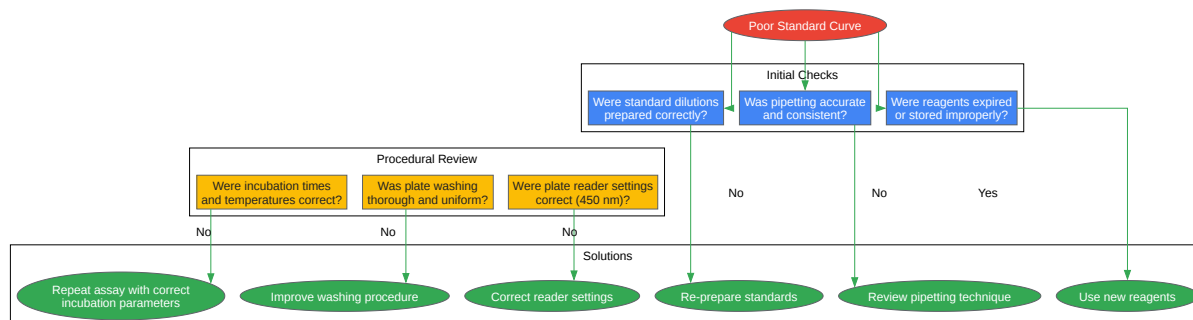 Poor Standard Curve
Initial Checks
Were standard dilutions
prepared correctly?
Was pipetting accurate
and consistent?
Were reagents expired
or stored improperly?
Procedural Review
Were incubation times
and temperatures correct?
Was plate washing
thorough and uniform?
Were plate reader settings
correct (450 nm)?
No
No
Yes
No
No
No
Solutions
Repeat assay with correct
incubation parameters
Improve washing procedure
Correct reader settings
Re-prepare standards
Review pipetting technique
Use new reagents